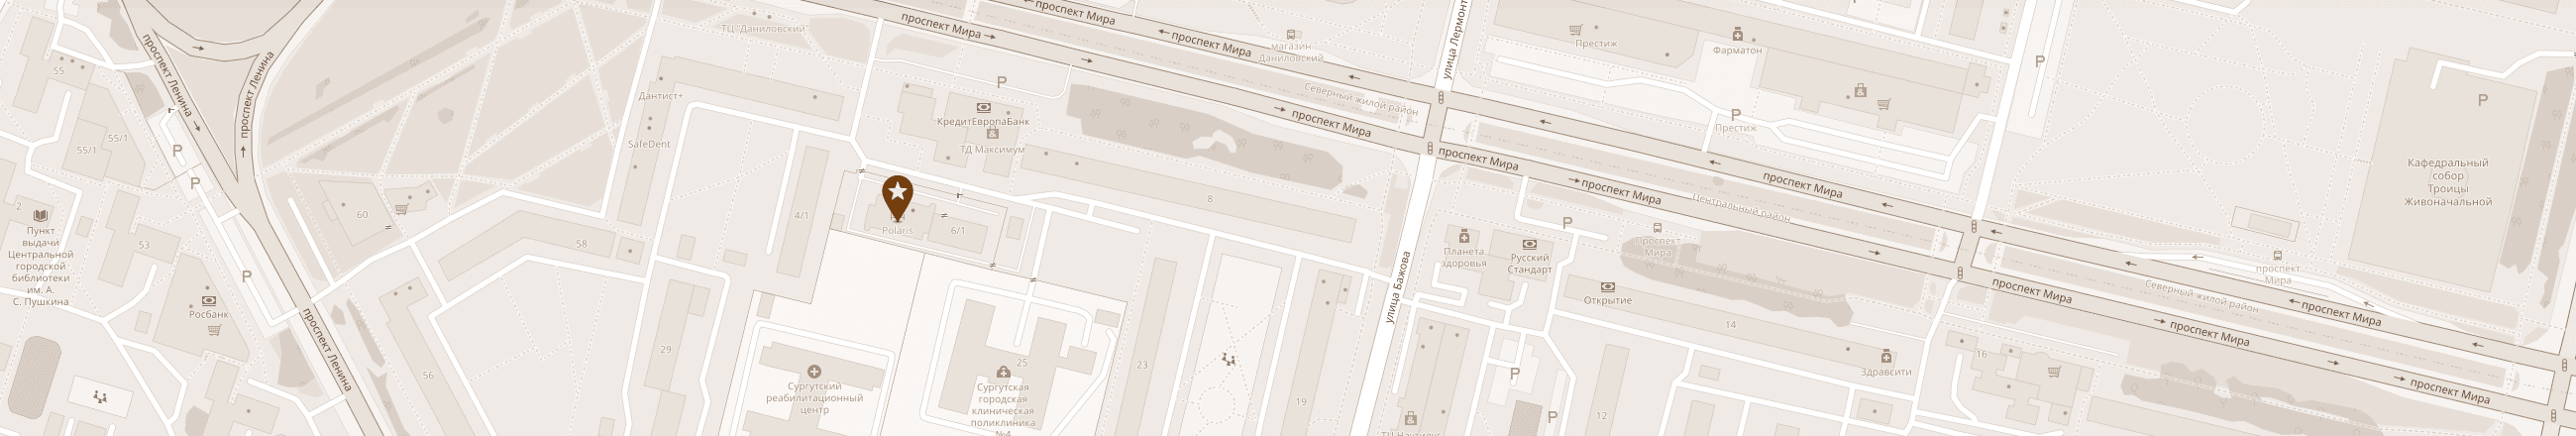 проспект Мира
проспект Мира
проспект Мира
проспект Ленина
проспект Ленина
проспект Ленина
55
55/1
55/1
ТЦ "Даниловский"
Дантист+
SafeDent
P
КредитЕвропаБанк
ТД Максимум
магазин
Даниловский
Северный жилой район
проспект Мира
Престиж
Фарматон
P
Престиж
P
P
Кафедральный
собор
Троицы
Живоначальной
P
P
P
2
Пункт
выдачи
Центральной
городской
библиотеки
им. А.
С. Пушкина
53
Росбанк
60
58
56
4/1
Polaris
6/1
8
29
Сургутский
реабилитационный
центр
25
Сургутская
городская
клиническая
поликлиника
№4
23
19
улица Бажова
проспект Мира
проспект Мира
проспект Мира
Центральный район
P
Планета
здоровья
Русский
Стандарт
Проспект
Мира
Открытие
14
P
P
12
Здравсити
16
проспект
Мира
Северный жилой район
проспект Мира
проспект Мира
проспект Мира
проспект Мира